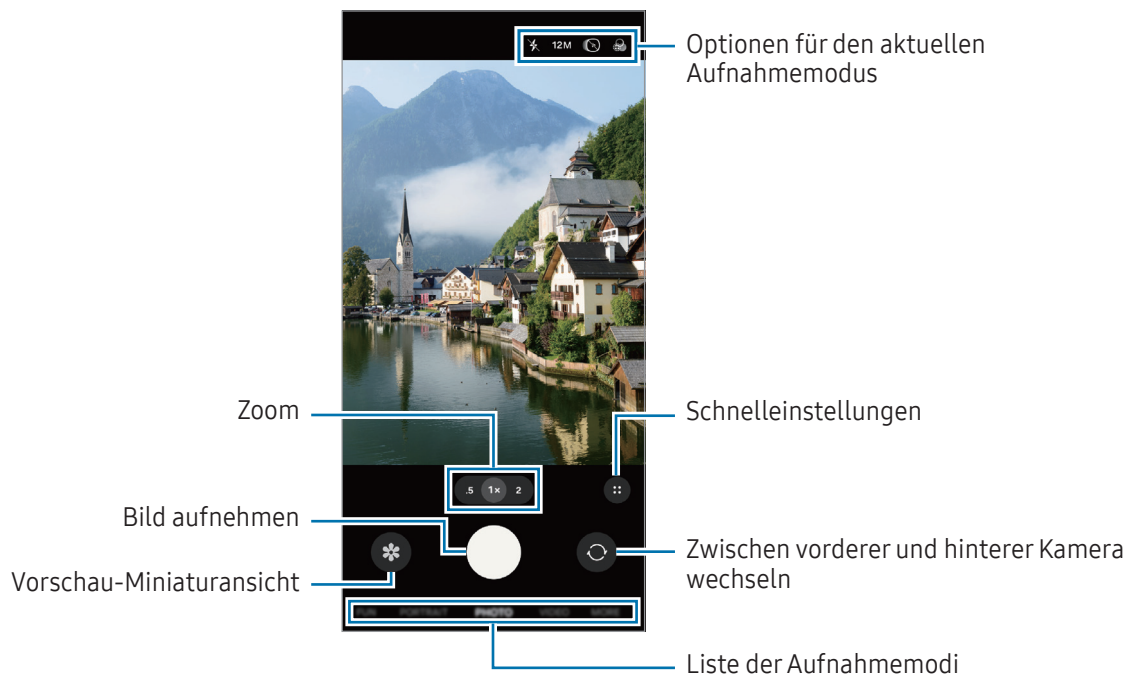 12M
Optionen für den aktuellen
Aufnahmemodus
Zoom
Schnelleinstellungen
.5 1× 2
Bild aufnehmen
Zwischen vorderer und hinterer Kamera
wechseln
Vorschau-Miniaturansicht
FUN PORTRAIT PHOTO VIDEO MORE
Liste der Aufnahmemodi